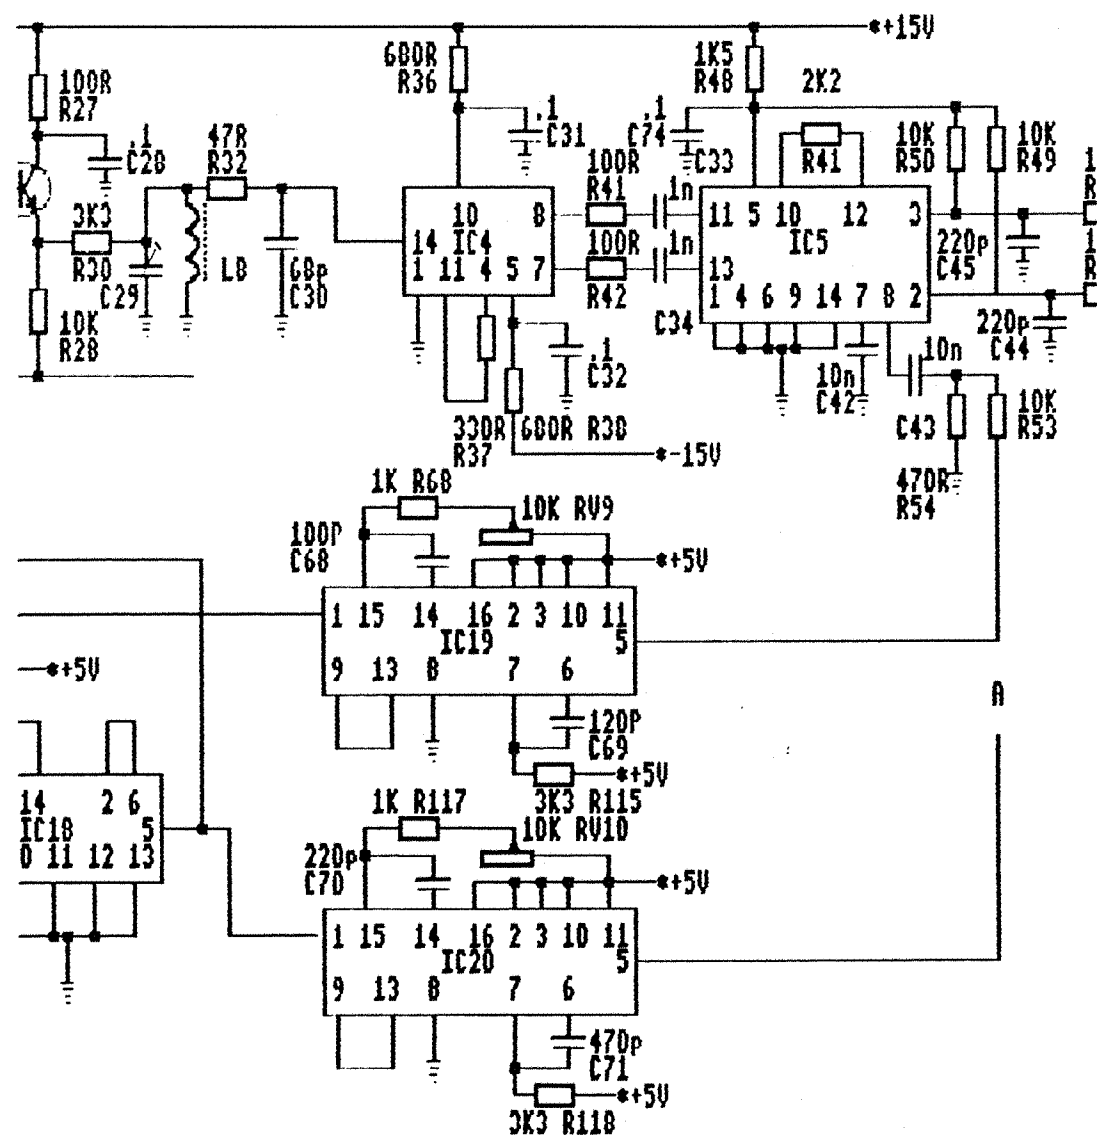 *+15V
680R
R36
1K5
R48
2K2
100R
R27
.1
C28
47R
R32
.1
C31
.1
C74
C33
R41
10K
R50
10K
R49
100R
R41
1n
1
R
3K3
R30
C29
L8
68p
C30
10
8
14
IC4
1
11
4
5
7
100R
R42
1n
C34
11
5
10
12
3
IC5
13
1
4
6
9
14
7
8
2
220p
C45
1
R
10K
R28
.1
C32
220p
C44
10n
10n
C42
C43
10K
R53
330R
R37
680R R38
*-15V
470R
R54
1K R68
10K RV9
100P
C68
*+5V
1 15 14 16 2 3 10 11
IC19
5
9 13 8 7 6
*+5V
A
120P
C69
*+5V
3K3 R115
14 2 6
IC18
5
0 11 12 13
1K R117
10K RV10
220p
C70
*+5V
1 15 14 16 2 3 10 11
IC20
5
9 13 8 7 6
470p
C71
*+5V
3K3 R118